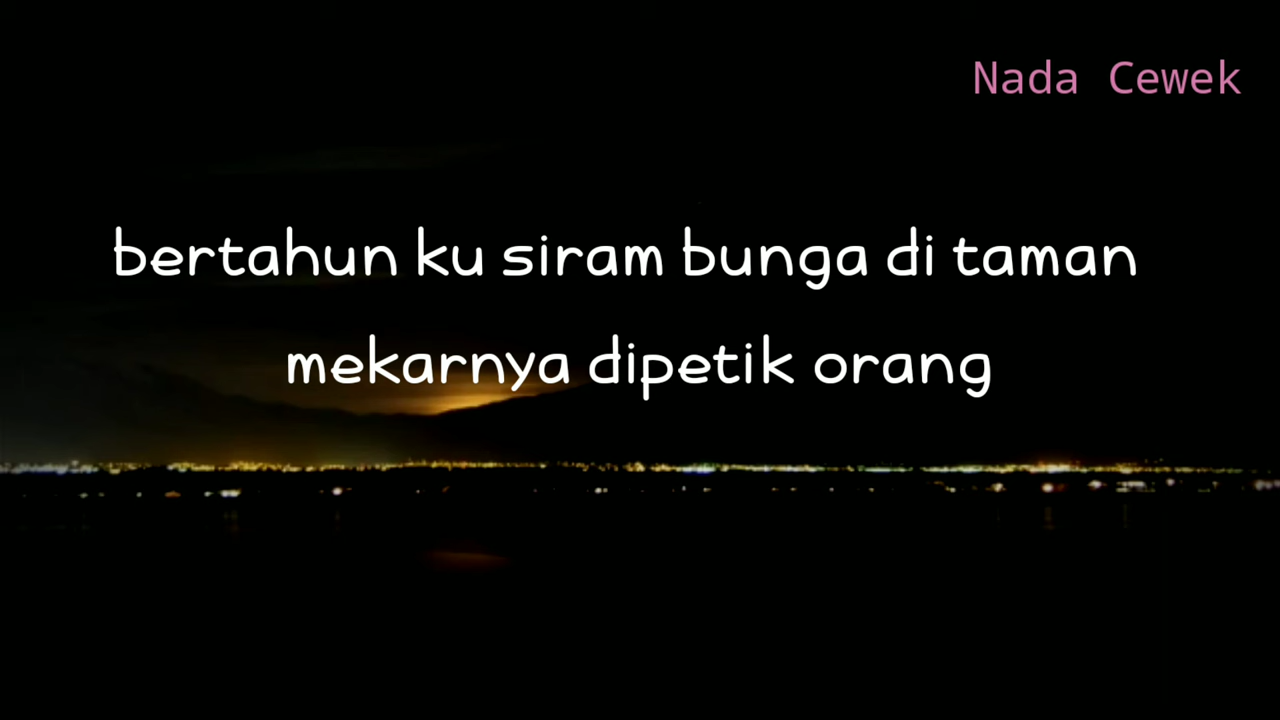 Nada Cewek
bertahun ku siram bunga di taman
mekarnya dipetik orang